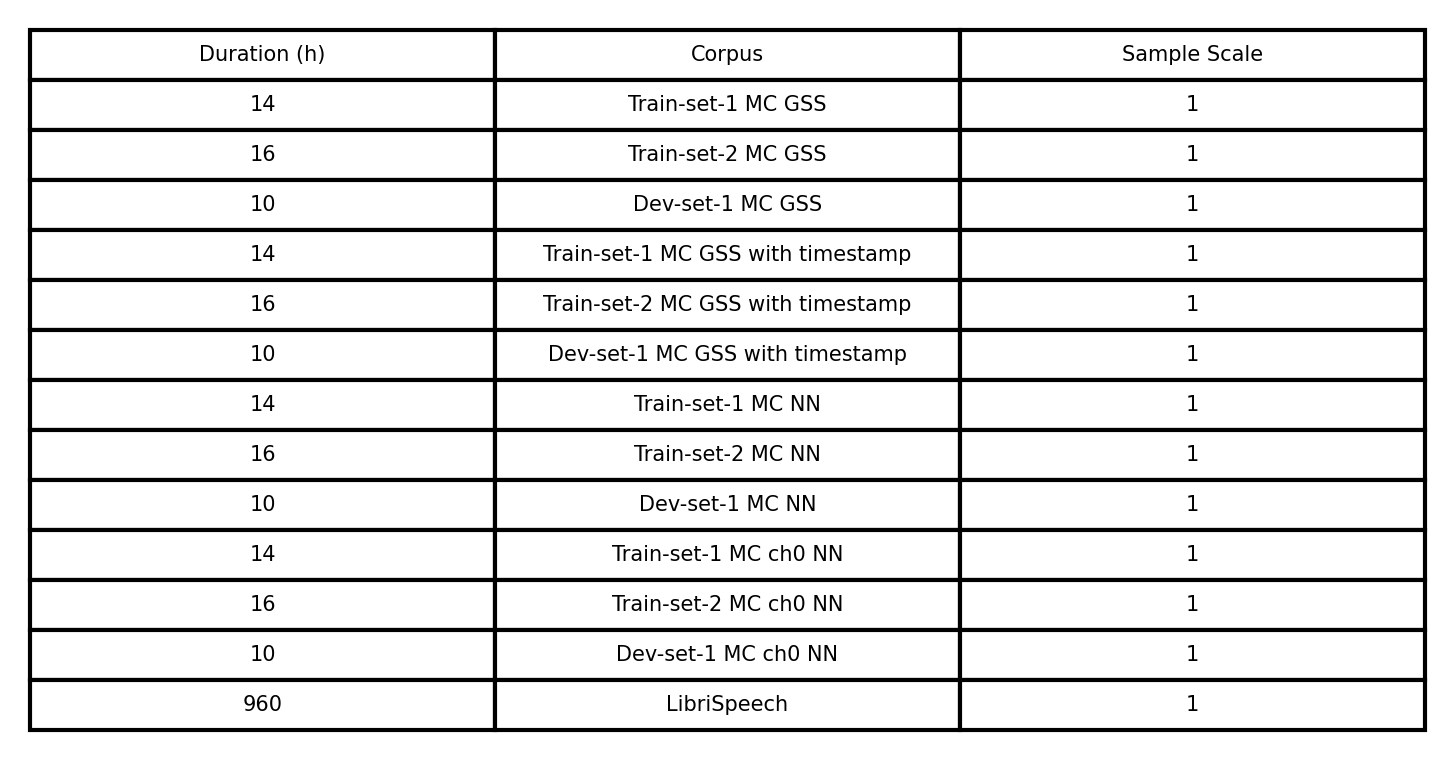 Duration (h) Corpus Sample Scale
14 Train-set-1 MC GSS 1
16 Train-set-2 MC GSS 1
10 Dev-set-1 MC GSS 1
14 Train-set-1 MC GSS with timestamp 1
16 Train-set-2 MC GSS with timestamp 1
10 Dev-set-1 MC GSS with timestamp 1
14 Train-set-1 MC NN 1
16 Train-set-2 MC NN 1
10 Dev-set-1 MC NN 1
14 Train-set-1 MC ch0 NN 1
16 Train-set-2 MC ch0 NN 1
10 Dev-set-1 MC ch0 NN 1
960 LibriSpeech 1